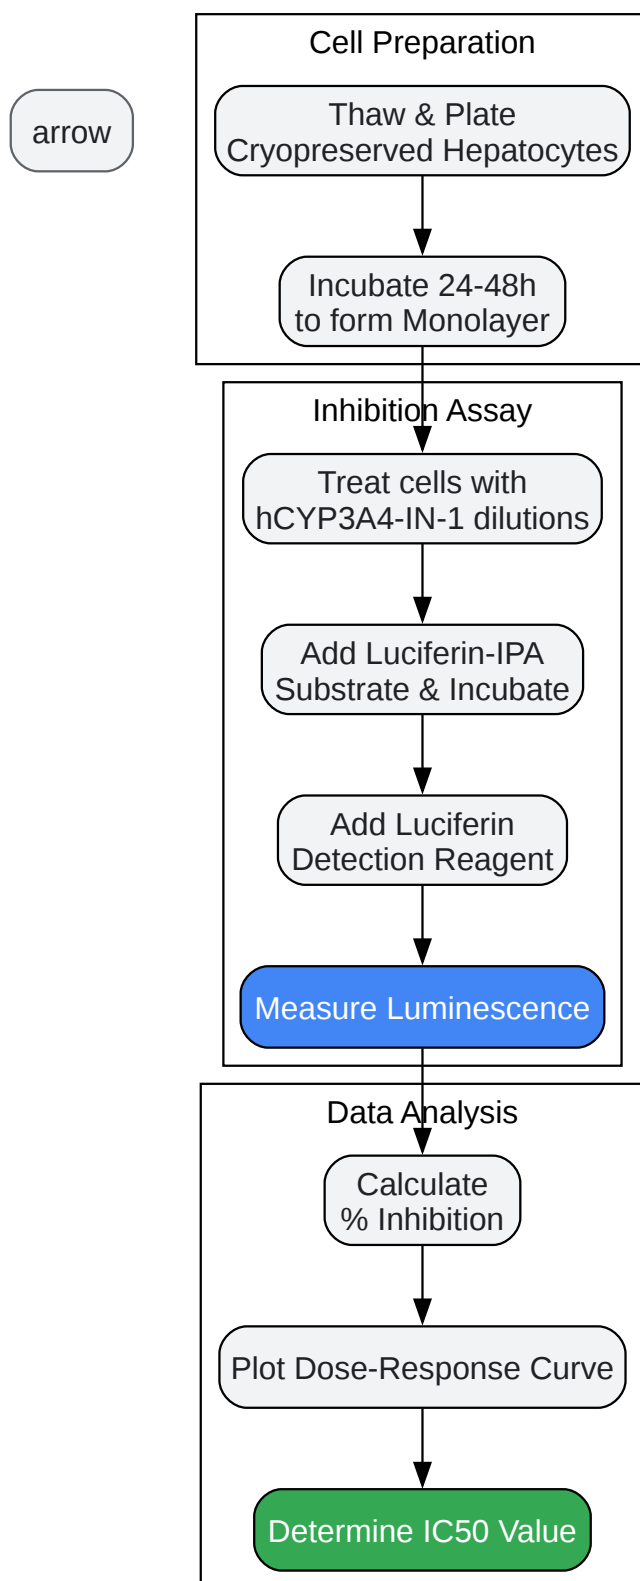 Cell Preparation
arrow
Thaw & Plate
Cryopreserved Hepatocytes
Incubate 24-48h
to form Monolayer
Inhibition Assay
Treat cells with
hCYP3A4-IN-1 dilutions
Add Luciferin-IPA
Substrate & Incubate
Add Luciferin
Detection Reagent
Measure Luminescence
Data Analysis
Calculate
% Inhibition
Plot Dose-Response Curve
Determine IC50 Value